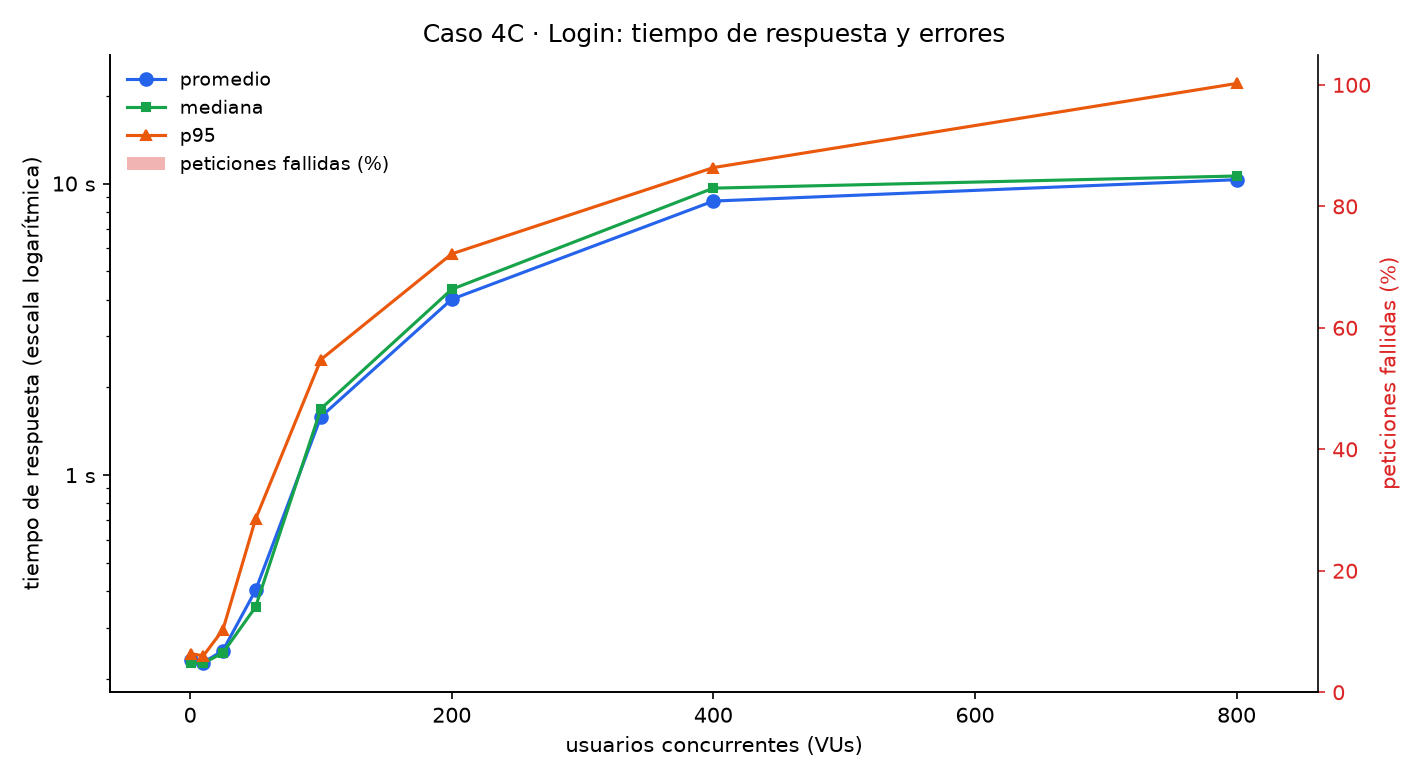 Caso 4C · Login: tiempo de respuesta y errores
promedio
mediana
p95
peticiones fallidas (%)
tiempo de respuesta (escala logarítmica)
10 s
1 s
100
80
60
40
20
0
peticiones fallidas (%)
0
200
400
600
800
usuarios concurrentes (VUs)